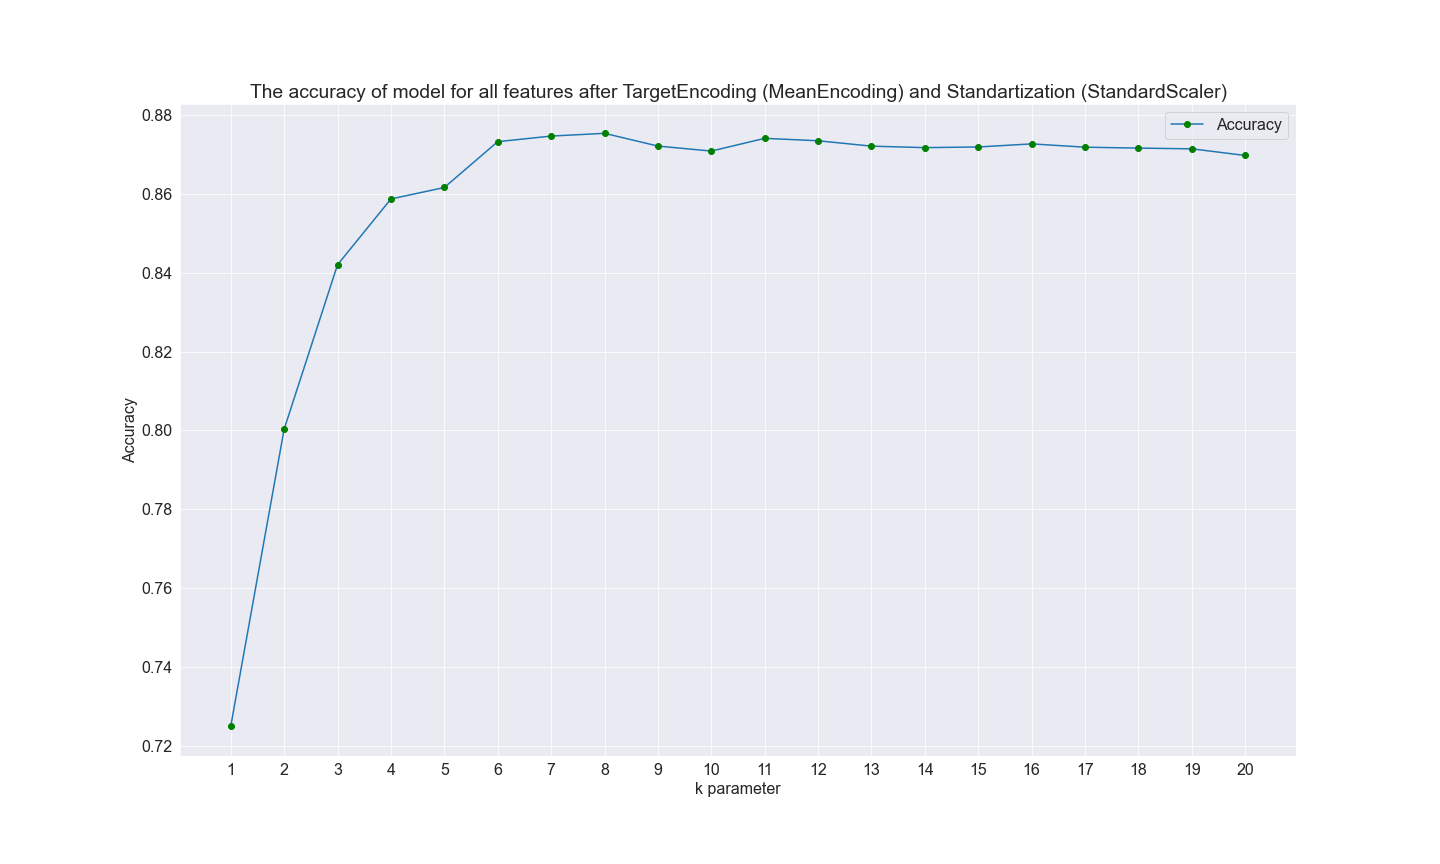 The accuracy of model for all features after TargetEncoding (MeanEncoding) and Standartization (StandardScaler)
Accuracy
0.88
0.86
0.84
0.82
0.80
0.78
0.76
0.74
0.72
Accuracy
1 2 3 4 5 6 7 8 9 10 11 12 13 14 15 16 17 18 19 20
k parameter